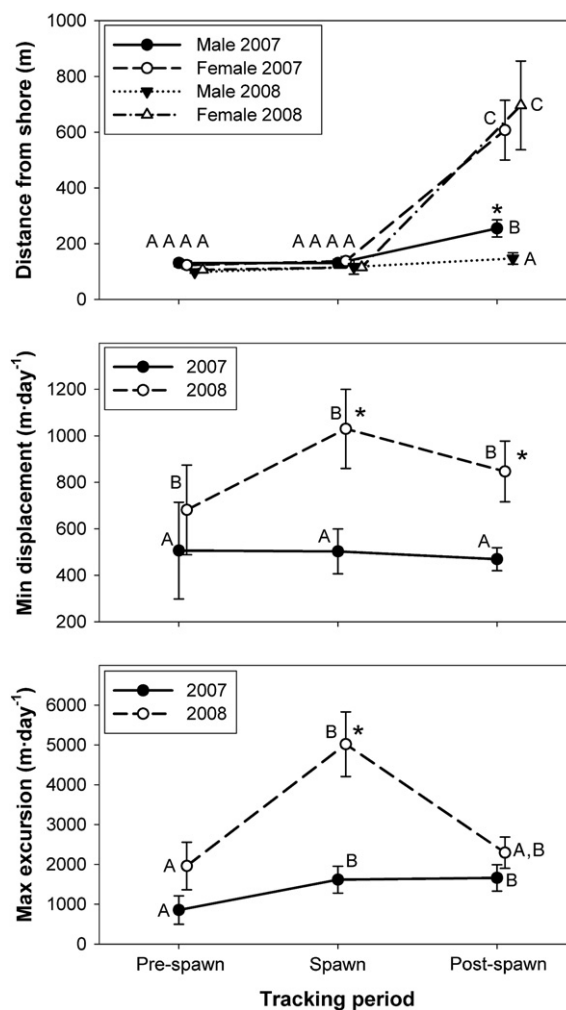 1000
800
600
400
200
0
Distance from shore (m)
Male 2007
Female 2007
Male 2008
Female 2008
A A A A
A A A A
C
C
*
B
A
1200
1000
800
600
400
200
Min displacement (m·day-1)
2007
2008
B
B *
B *
A
A
A
6000
5000
4000
3000
2000
1000
0
Max excursion (m·day-1)
2007
2008
B *
A
A,B
A
B
B
Pre-spawn Spawn Post-spawn
Tracking period